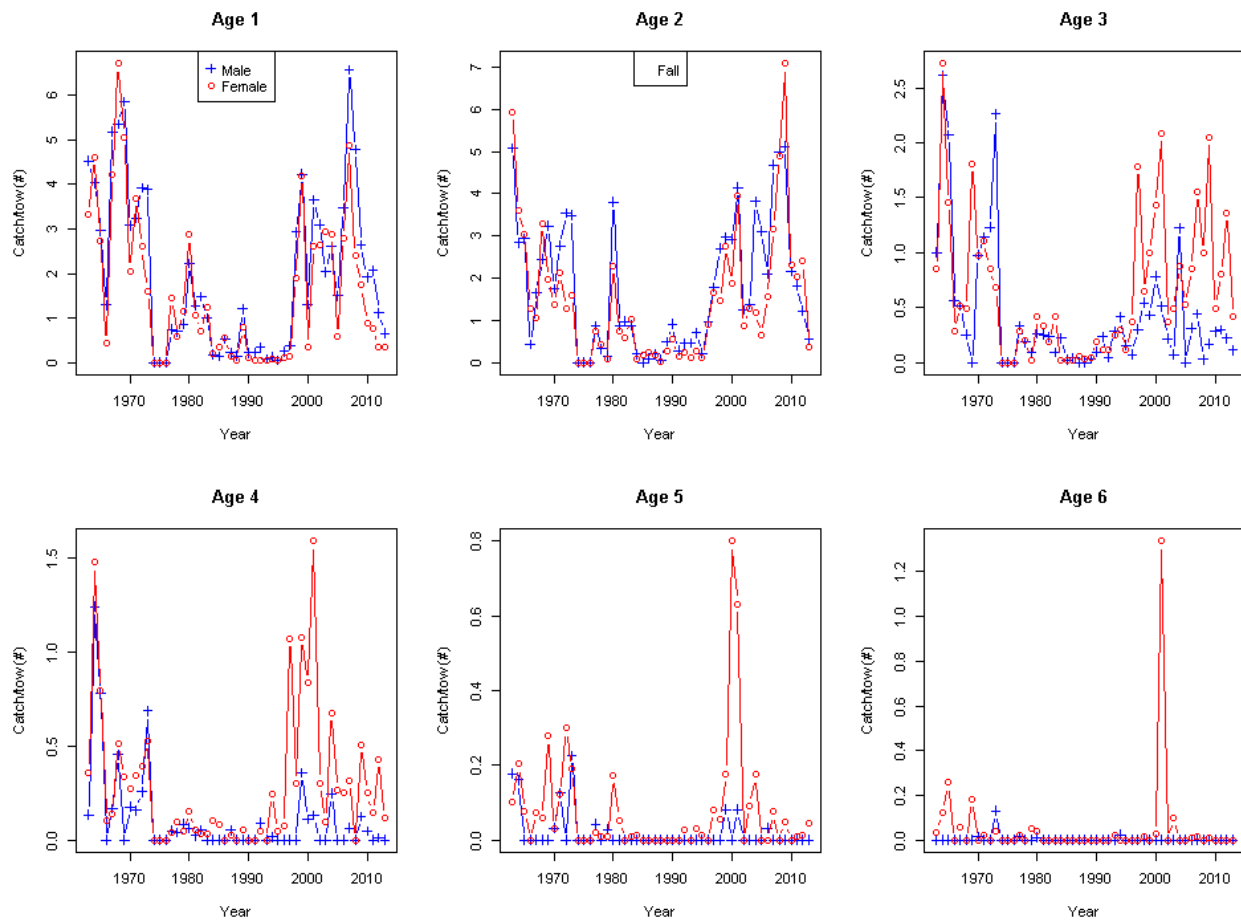 Age 1
Male
Female
Catch/tow(#)
0
1
2
3
4
5
6
1970 1980 1990 2000 2010
Year
Age 2
Fall
Catch/tow(#)
0
1
2
3
4
5
6
7
1970 1980 1990 2000 2010
Year
Age 3
Catch/tow(#)
0.0
0.5
1.0
1.5
2.0
2.5
1970 1980 1990 2000 2010
Year
Age 4
Catch/tow(#)
0.0
0.5
1.0
1.5
1970 1980 1990 2000 2010
Year
Age 5
Catch/tow(#)
0.0
0.2
0.4
0.6
0.8
1970 1980 1990 2000 2010
Year
Age 6
Catch/tow(#)
0.0
0.2
0.4
0.6
0.8
1.0
1.2
1970 1980 1990 2000 2010
Year